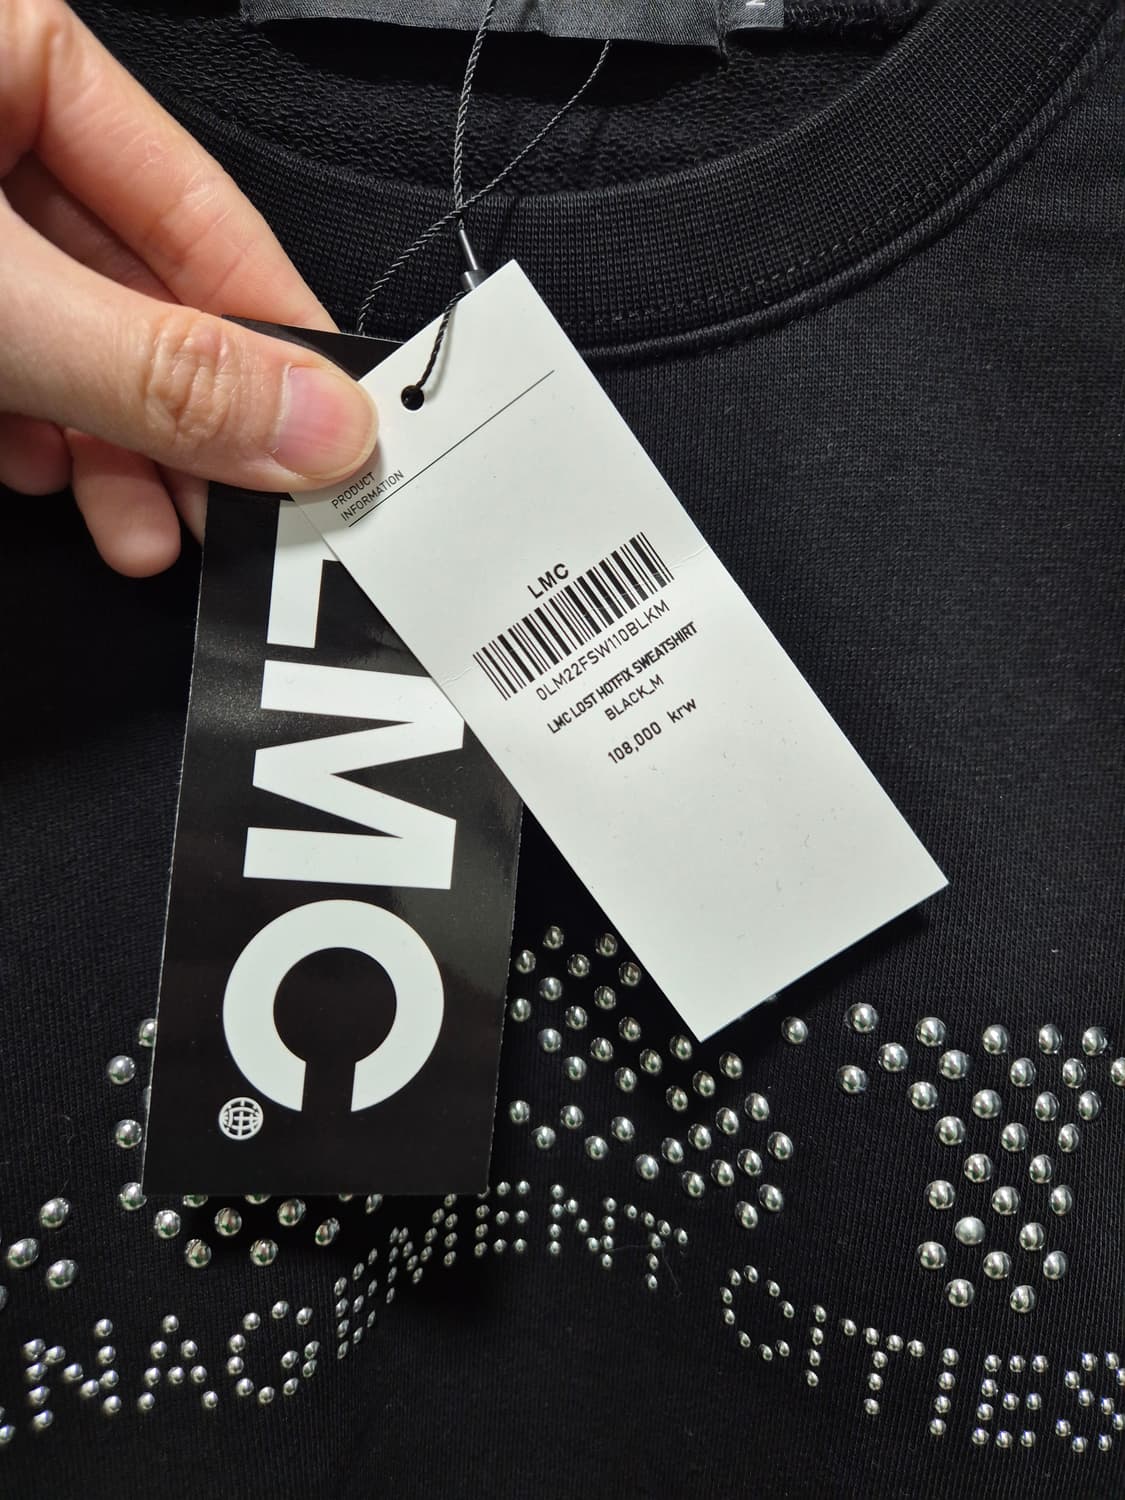 PRODUCT
INFORMATION
LMC
0LM22FSW110BLKM
LMC LOST HOTFIX SWEATSHIRT
BLACK_M
108,000 krw
LMC
NAGEMENT CITIES